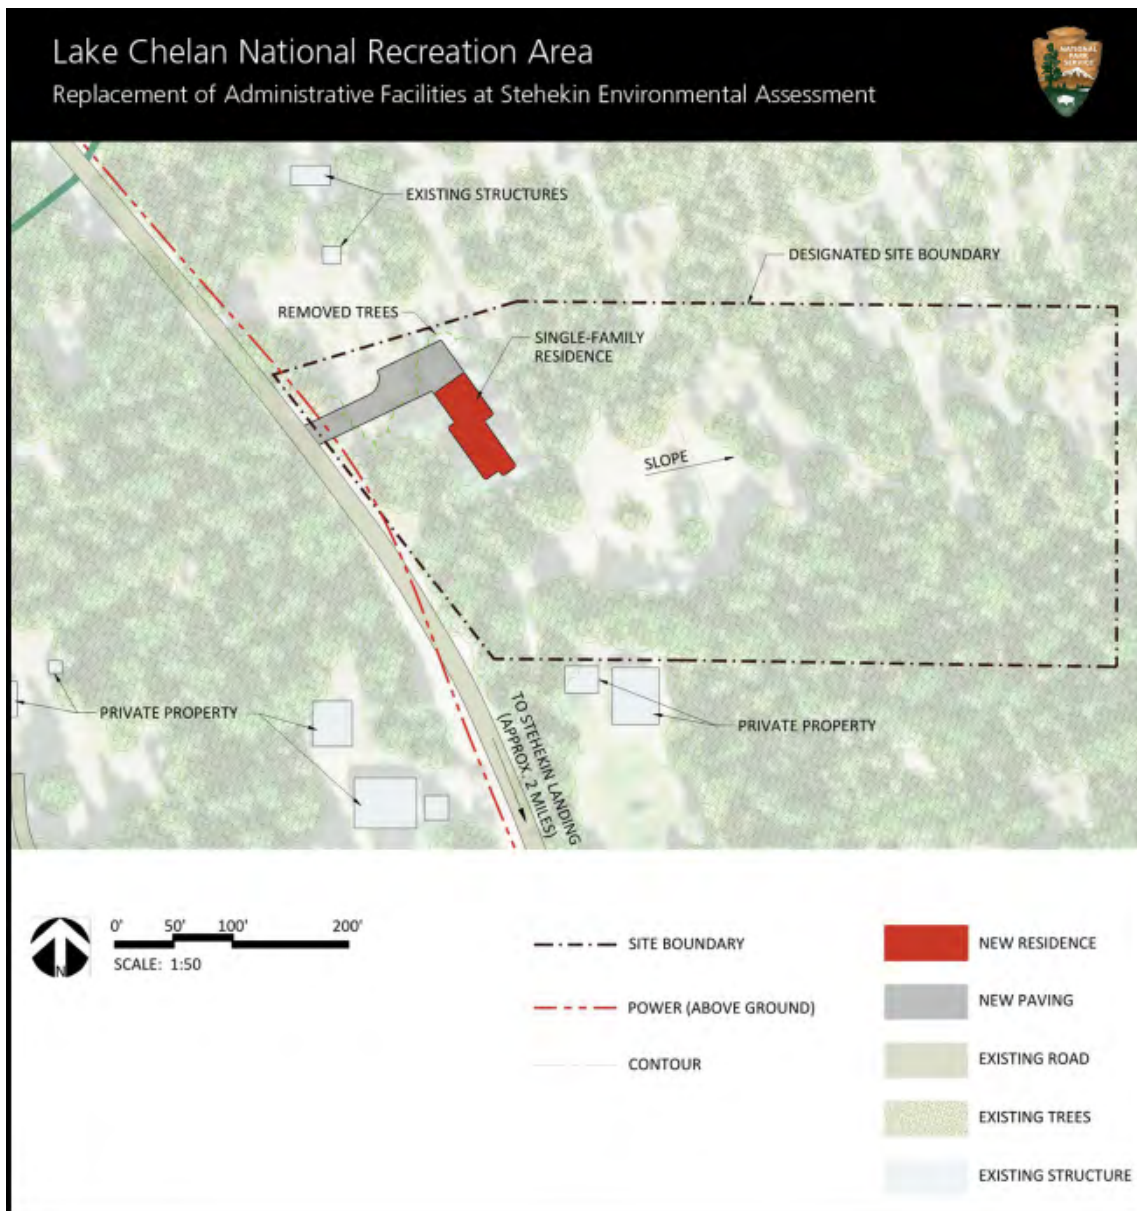 Lake Chelan National Recreation Area
Replacement of Administrative Facilities at Stehekin Environmental Assessment
NATIONAL
PARK
SERVICE
EXISTING STRUCTURES
DESIGNATED SITE BOUNDARY
REMOVED TREES
SINGLE-FAMILY
RESIDENCE
SLOPE
PRIVATE PROPERTY
PRIVATE PROPERTY
TO STEHEKIN LANDING
(APPROX. 2 MILES)
0' 50' 100' 200'
N
SCALE: 1:50
SITE BOUNDARY
POWER (ABOVE GROUND)
CONTOUR
NEW RESIDENCE
NEW PAVING
EXISTING ROAD
EXISTING TREES
EXISTING STRUCTURE